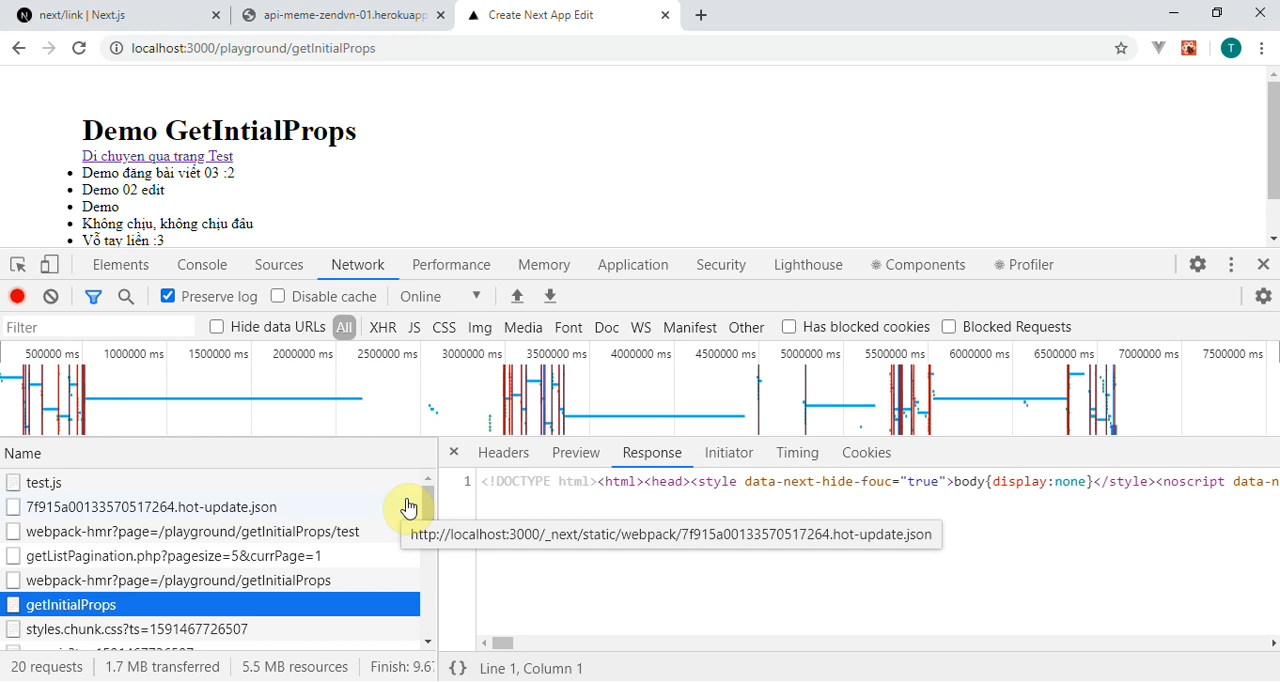 next/link | Next.js
api-meme-zendvn-01.herokuapp
Create Next App Edit
localhost:3000/playground/getInitialProps
T
Demo GetIntialProps
Di chuyen qua trang Test
Demo đăng bài viết 03 :2
Demo 02 edit
Demo
Không chịu, không chịu đâu
Vỗ tay liền :3
Elements Console Sources Network Performance Memory Application Security Lighthouse Components Profiler
Preserve log Disable cache Online
Filter Hide data URLs All XHR JS CSS Img Media Font Doc WS Manifest Other Has blocked cookies Blocked Requests
500000 ms 1000000 ms 1500000 ms 2000000 ms 2500000 ms 3000000 ms 3500000 ms 4000000 ms 4500000 ms 5000000 ms 5500000 ms 6000000 ms 6500000 ms 7000000 ms 7500000 ms
Name
Headers Preview Response Initiator Timing Cookies
test.js
1 <!DOCTYPE html><html><head><style data-next-hide-fouc="true">body{display:none}</style><noscript data-n
7f915a00133570517264.hot-update.json
webpack-hmr?page=/playground/getInitialProps/test
http://localhost:3000/_next/static/webpack/7f915a00133570517264.hot-update.json
getListPagination.php?pagesize=5&currPage=1
webpack-hmr?page=/playground/getInitialProps
getInitialProps
styles.chunk.css?ts=1591467726507
20 requests 1.7 MB transferred 5.5 MB resources Finish: 9.67
{} Line 1, Column 1